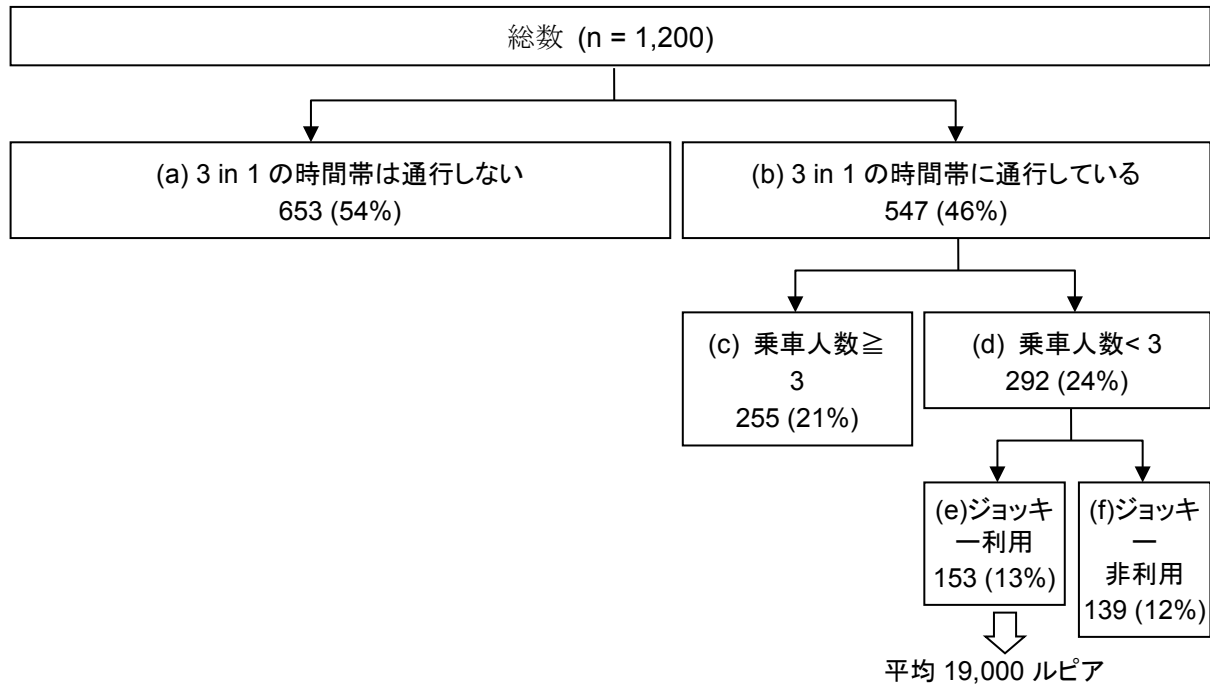 総数 (n = 1,200)
(a) 3 in 1 の時間帯は通行しない
653 (54%)
(b) 3 in 1 の時間帯に通行している
547 (46%)
(c) 乗車人数≧
3
255 (21%)
(d) 乗車人数< 3
292 (24%)
(e)ジョッキ
ー利用
153 (13%)
(f)ジョッキ
ー
非利用
139 (12%)
平均 19,000 ルピア